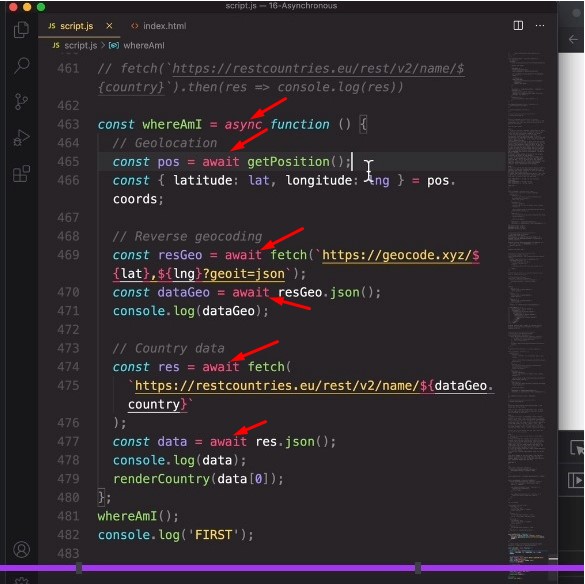 script.js — 16-Asynchronous
JS script.js × <> index.html ...
JS script.js > whereAmI
461 // fetch(`https://restcountries.eu/rest/v2/name/$
{country}`).then(res => console.log(res))
462
463 const whereAmI = async function () {
464 // Geolocation
465 const pos = await getPosition();
466 const { latitude: lat, longitude: lng } = pos.
coords;
467
468 // Reverse geocoding
469 const resGeo = await fetch(`https://geocode.xyz/$
{lat},${lng}?geoit=json`);
470 const dataGeo = await resGeo.json();
471 console.log(dataGeo);
472
473 // Country data
474 const res = await fetch(
475 `https://restcountries.eu/rest/v2/name/${dataGeo.
country}`
476 );
477 const data = await res.json();
478 console.log(data);
479 renderCountry(data[0]);
480 };
481 whereAmI();
482 console.log('FIRST');
483